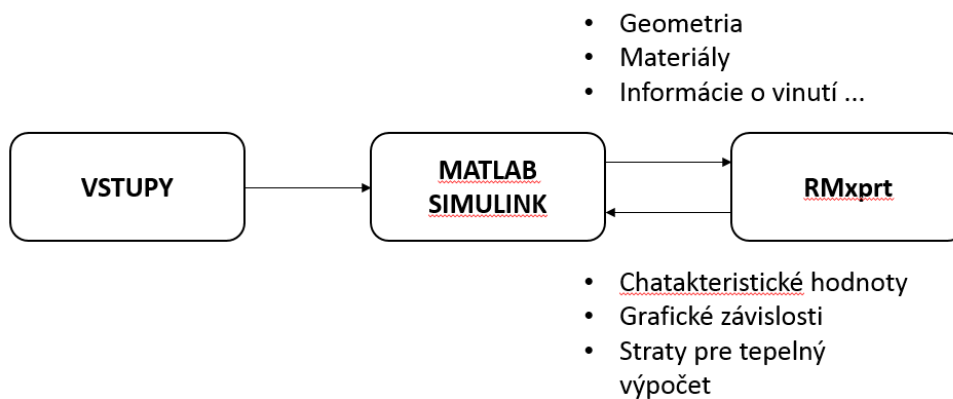 • Geometria
• Materiály
• Informácie o vinutí ...
VSTUPY
MATLAB
SIMULINK
RMxprt
• Chatakteristické hodnoty
• Grafické závislosti
• Straty pre tepelný
výpočet